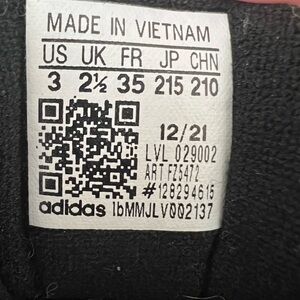 MADE IN VIETNAM
US UK FR JP CHN
3 2½ 35 215 210
12/21
LVL 029002
ART FZ5472
#128294615
adidas IbMMJLV002137